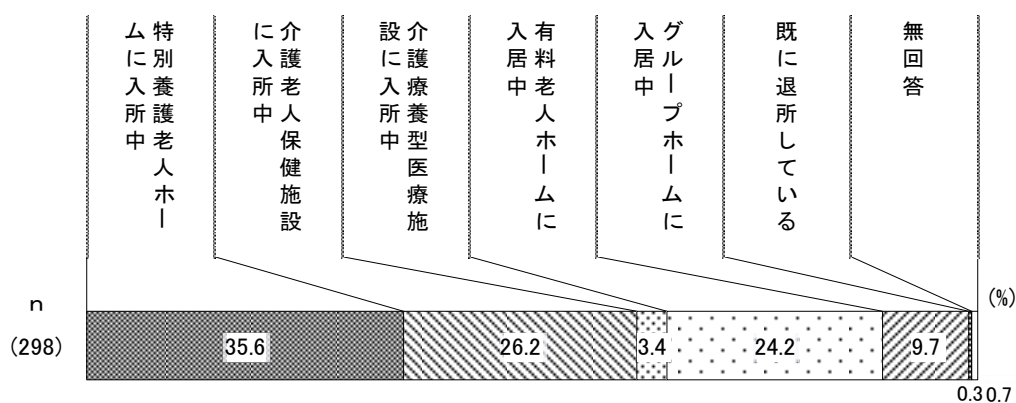 特別養護老人ホー
ムに入所中
介護老人保健施設
に入所中
介護療養型医療施
設に入所中
有料老人ホームに
入居中
グループホームに
入居中
既に退所している
無回答
(%)
n
(298)
35.6
26.2
3.4
24.2
9.7
0.3
0.7